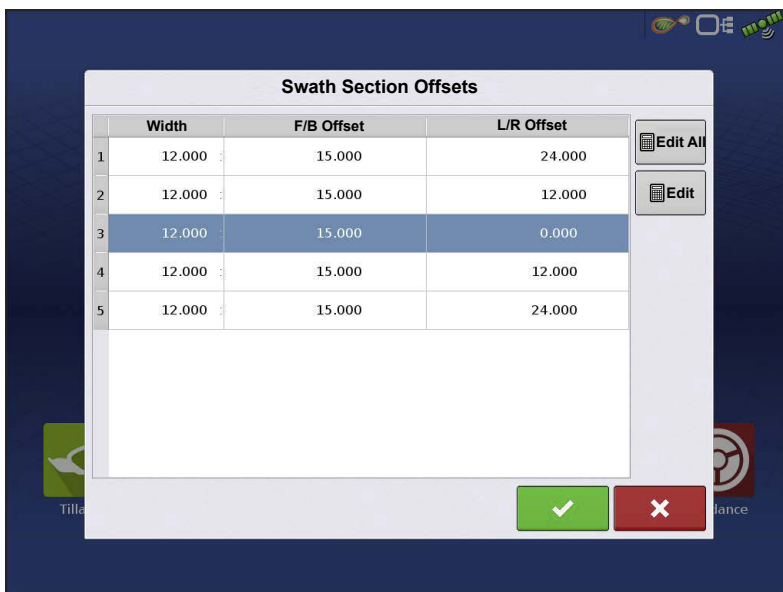 Swath Section Offsets
Width F/B Offset L/R Offset
Edit All
1 12.000 15.000 24.000
2 12.000 15.000 12.000
Edit
3 12.000 15.000 0.000
4 12.000 15.000 12.000
5 12.000 15.000 24.000
Tilla
dance